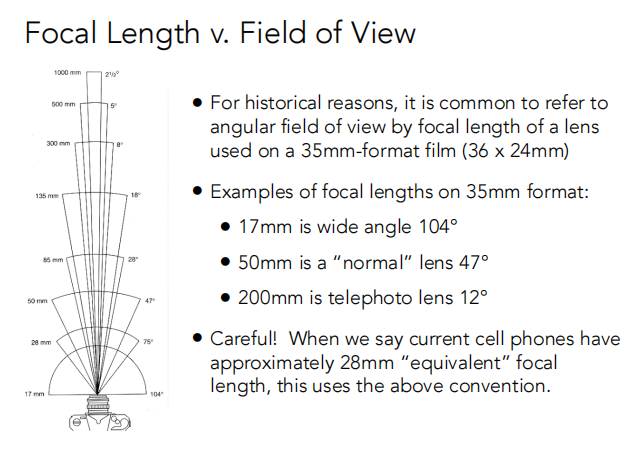 Focal Length v. Field of View
1000 mm 2½°
500 mm 5°
300 mm 8°
135 mm 18°
85 mm 28°
50 mm 47°
28 mm 75°
17 mm 104°
• For historical reasons, it is common to refer to
angular field of view by focal length of a lens
used on a 35mm-format film (36 x 24mm)
• Examples of focal lengths on 35mm format:
• 17mm is wide angle 104°
• 50mm is a “normal” lens 47°
• 200mm is telephoto lens 12°
• Careful! When we say current cell phones have
approximately 28mm “equivalent” focal
length, this uses the above convention.